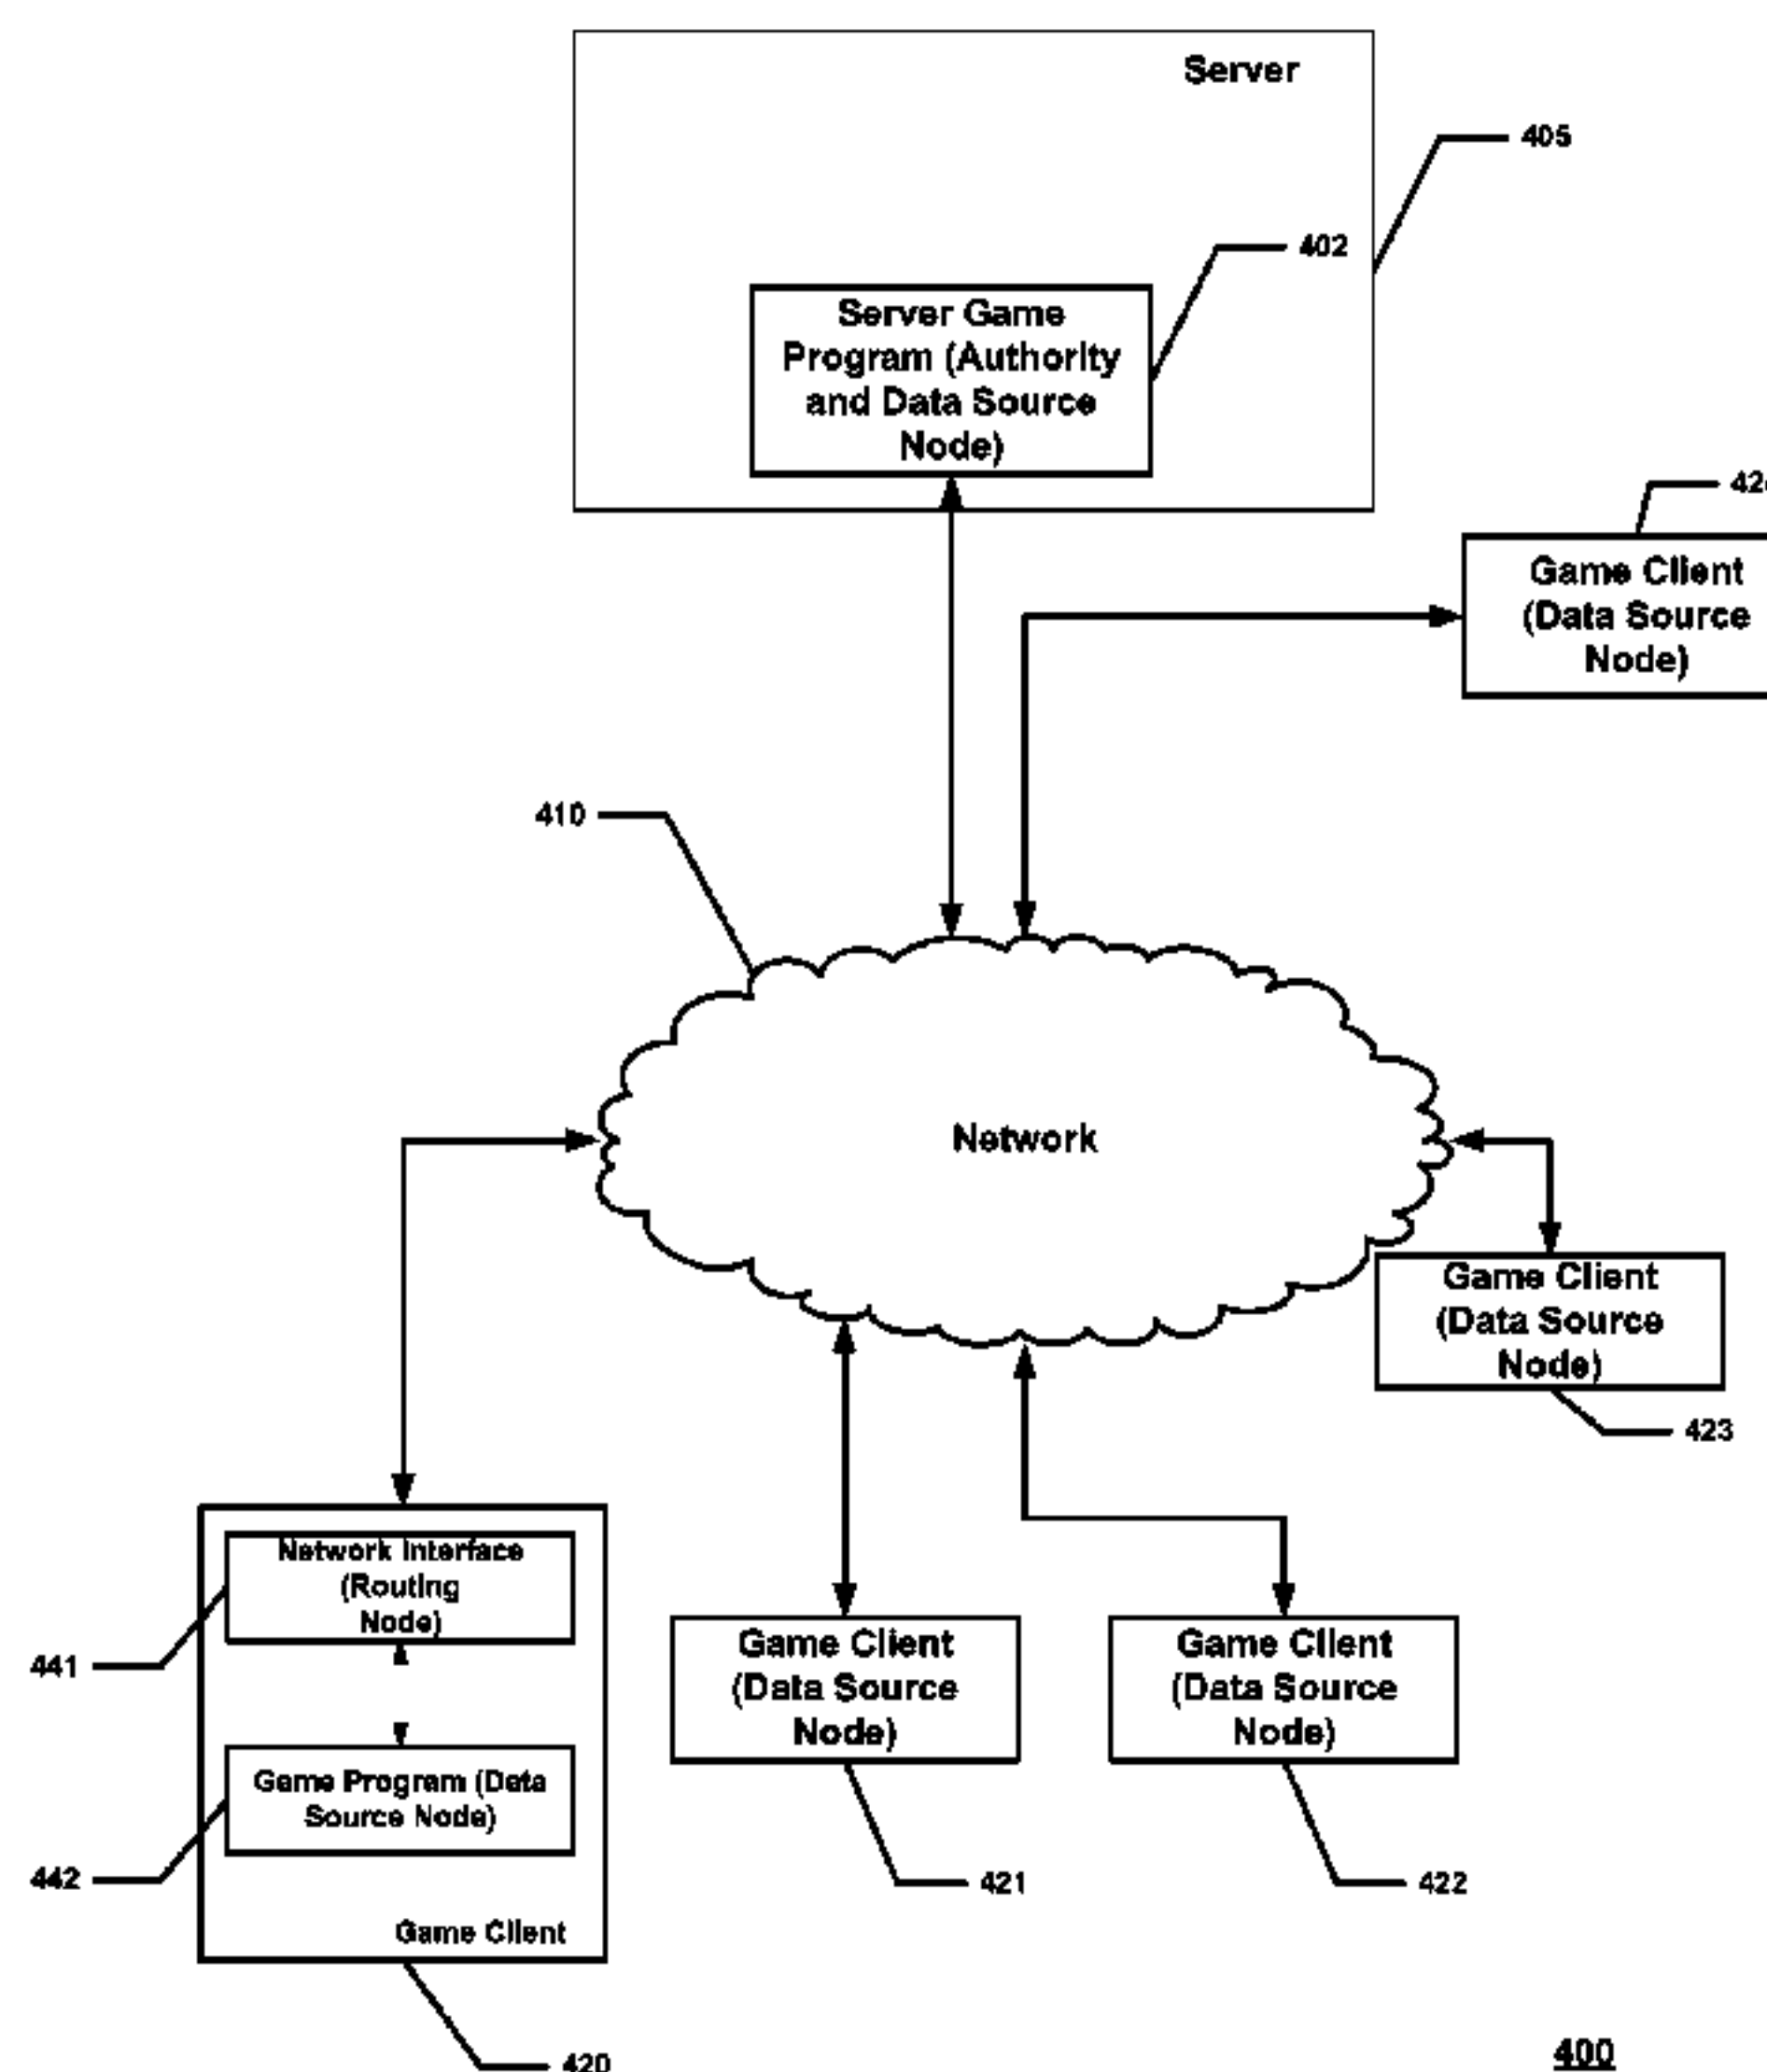 Server
405
402
Server Game
Program (Authority
and Data Source
Node)
Game Client
(Data Source
Node)
410
Network
Game Client
(Data Source
Node)
423
Network Interface
(Routing
Node)
441
Game Client
(Data Source
Node)
Game Client
(Data Source
Node)
Game Program (Data
Source Node)
442
421
422
Game Client
420
400